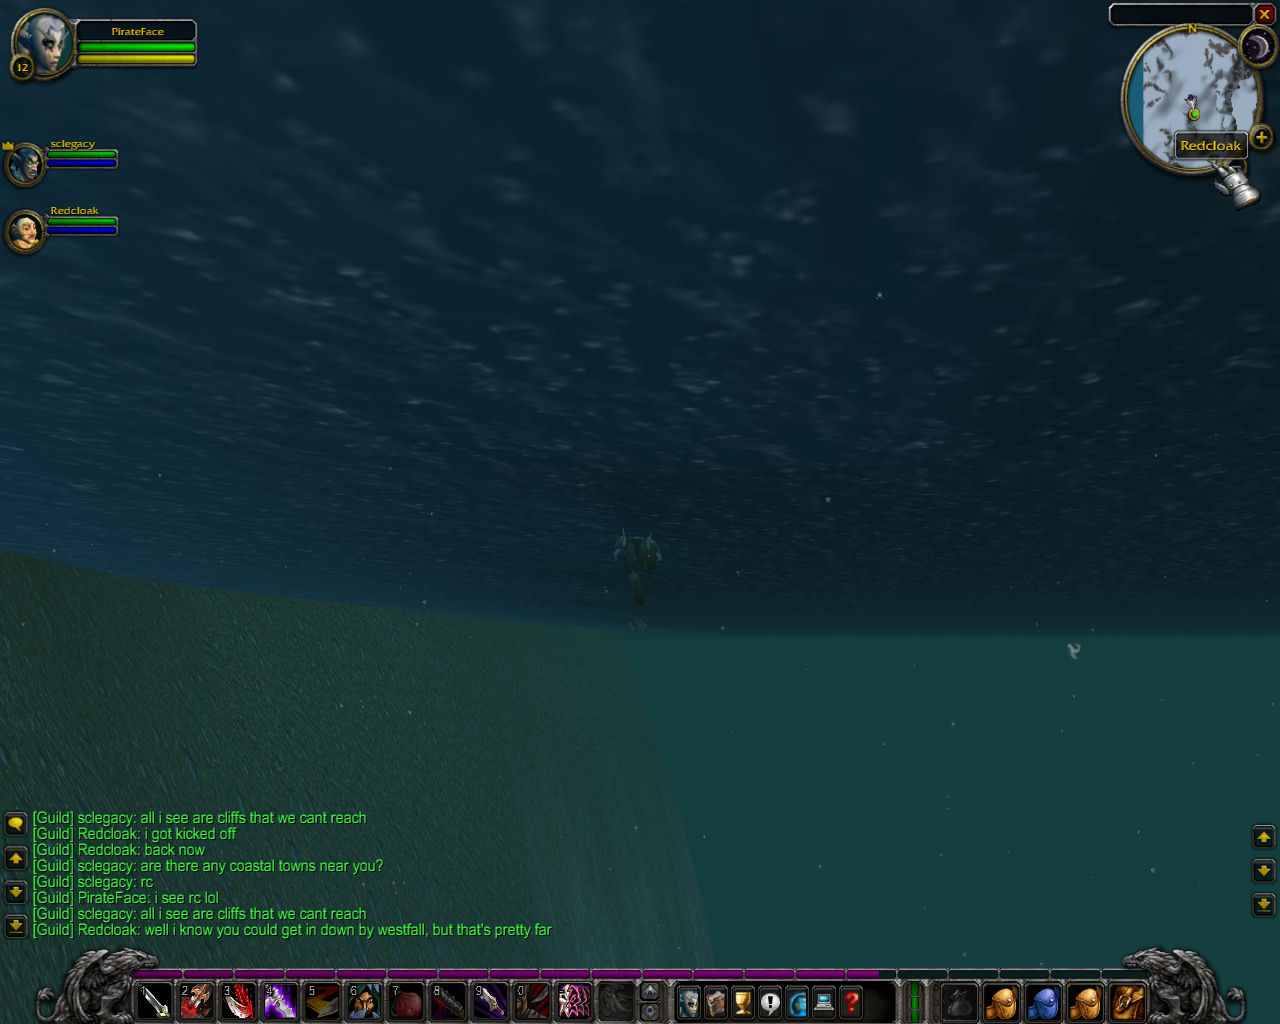 PirateFace
12
N
sclegacy
Redcloak
Redcloak
[Guild] sclegacy: all i see are cliffs that we cant reach
[Guild] Redcloak: i got kicked off
[Guild] Redcloak: back now
[Guild] sclegacy: are there any coastal towns near you?
[Guild] sclegacy: rc
[Guild] PirateFace: i see rc lol
[Guild] sclegacy: all i see are cliffs that we cant reach
[Guild] Redcloak: well i know you could get in down by westfall, but that's pretty far
1 2 3 4 5 6 7 8 9 0